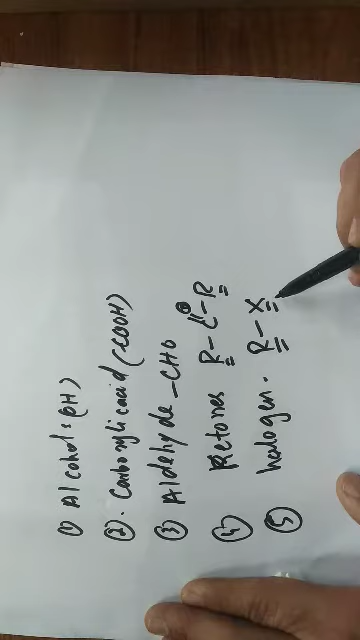 ① Alcohol : OH)
②. Carboxylic acid (COOH)
③ Aldehyde -CHO
④ Ketones R-C-R
⑤ halogen. R-X